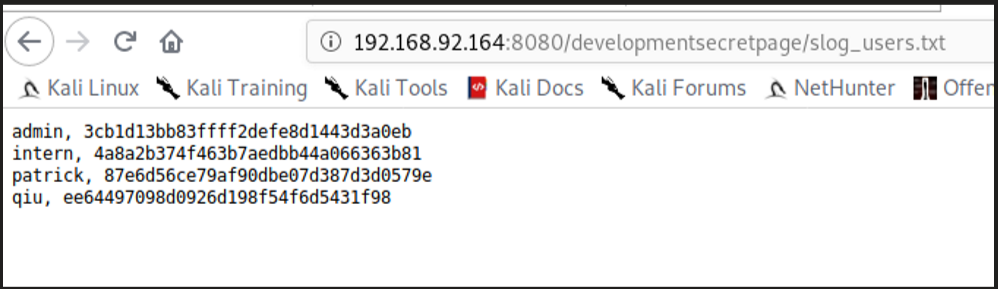 192.168.92.164:8080/developmentsecretpage/slog_users.txt
Kali Linux Kali Training Kali Tools Kali Docs Kali Forums NetHunter Offen
admin, 3cb1d13bb83ffff2defe8d1443d3a0eb
intern, 4a8a2b374f463b7aedbb44a066363b81
patrick, 87e6d56ce79af90dbe07d387d3d0579e
qiu, ee64497098d0926d198f54f6d5431f98